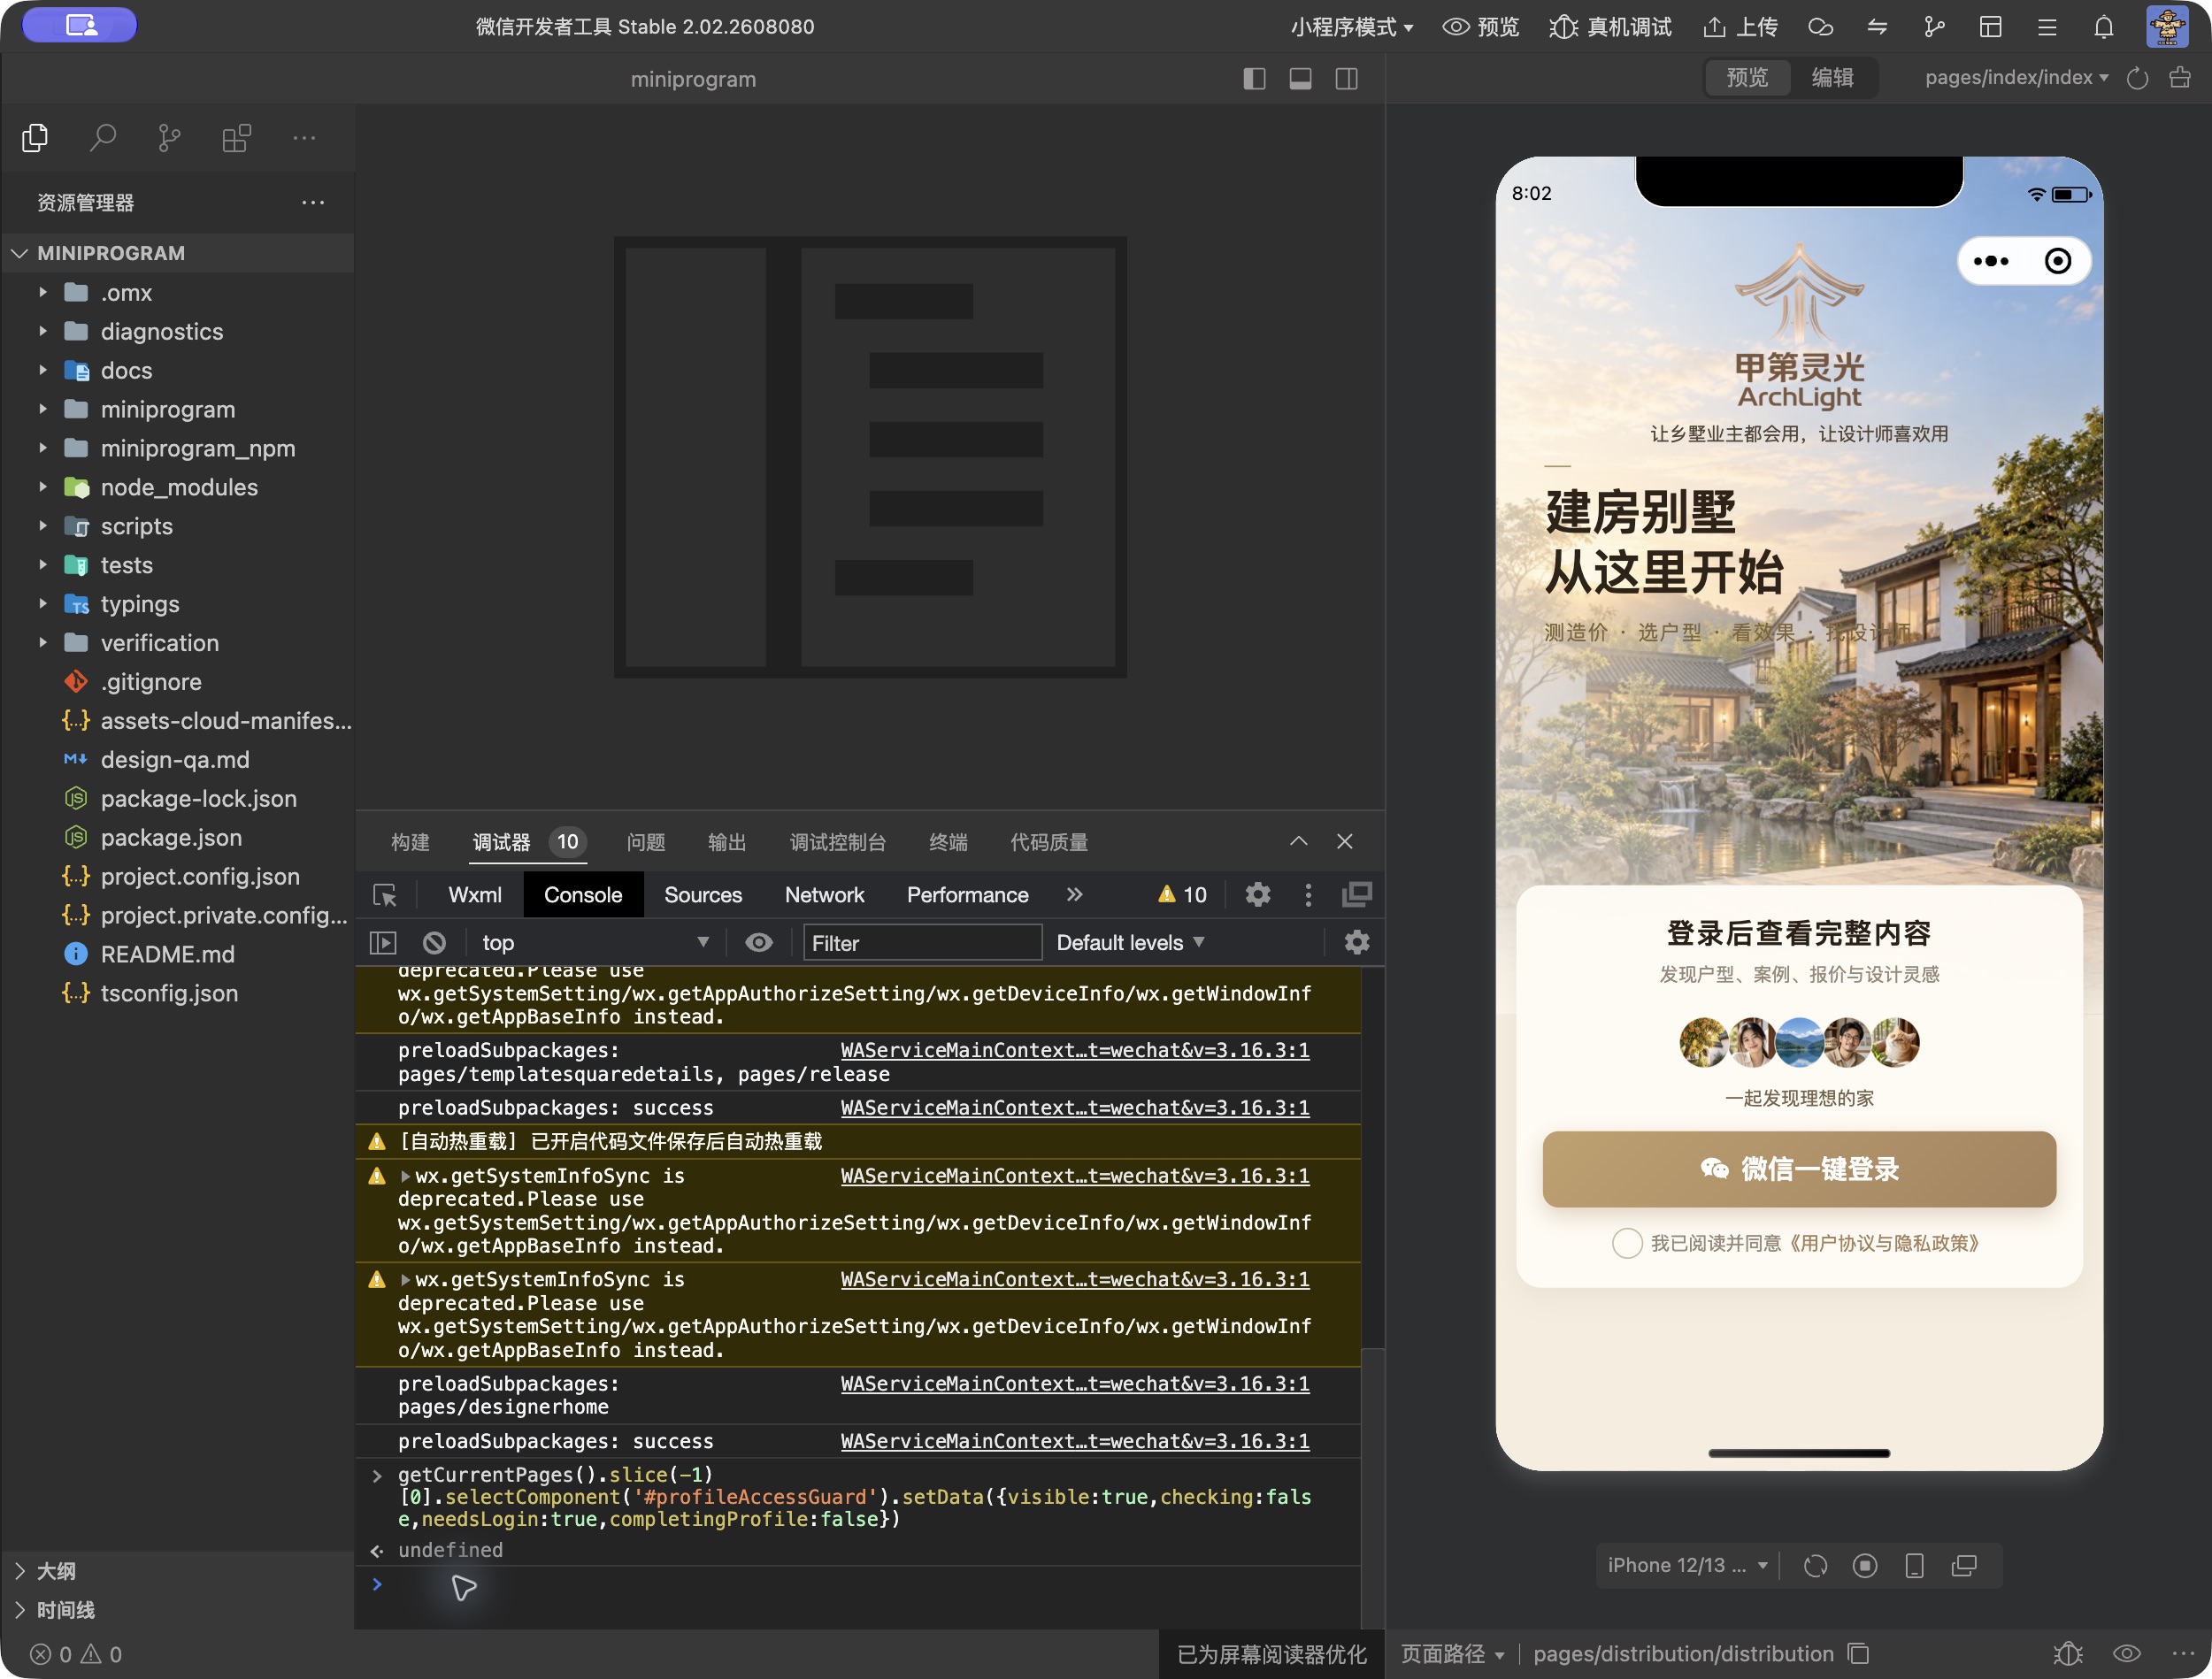 微信开发者工具 Stable 2.02.2608080
小程序模式
预览
真机调试
上传
miniprogram
预览
编辑
pages/index/index
资源管理器
MINIPROGRAM
.omx
diagnostics
docs
miniprogram
miniprogram_npm
node_modules
scripts
tests
typings
verification
.gitignore
assets-cloud-manifes...
design-qa.md
package-lock.json
package.json
project.config.json
project.private.config...
README.md
tsconfig.json
大纲
时间线
0
0
构建
调试器 10
问题
输出
调试控制台
终端
代码质量
Wxml
Console
Sources
Network
Performance
10
top
Filter
Default levels
deprecated.Please use
wx.getSystemSetting/wx.getAppAuthorizeSetting/wx.getDeviceInfo/wx.getWindowInf
o/wx.getAppBaseInfo instead.
preloadSubpackages: WAServiceMainContext…t=wechat&v=3.16.3:1
pages/templatesquaredetails, pages/release
preloadSubpackages: success WAServiceMainContext…t=wechat&v=3.16.3:1
[自动热重载] 已开启代码文件保存后自动热重载
wx.getSystemInfoSync is WAServiceMainContext…t=wechat&v=3.16.3:1
deprecated.Please use
wx.getSystemSetting/wx.getAppAuthorizeSetting/wx.getDeviceInfo/wx.getWindowInf
o/wx.getAppBaseInfo instead.
wx.getSystemInfoSync is WAServiceMainContext…t=wechat&v=3.16.3:1
deprecated.Please use
wx.getSystemSetting/wx.getAppAuthorizeSetting/wx.getDeviceInfo/wx.getWindowInf
o/wx.getAppBaseInfo instead.
preloadSubpackages: WAServiceMainContext…t=wechat&v=3.16.3:1
pages/designerhome
preloadSubpackages: success WAServiceMainContext…t=wechat&v=3.16.3:1
getCurrentPages().slice(-1)
[0].selectComponent('#profileAccessGuard').setData({visible:true,checking:fals
e,needsLogin:true,completingProfile:false})
undefined
已为屏幕阅读器优化
8:02
甲第灵光
ArchLight
让乡墅业主都会用，让设计师喜欢用
建房别墅
从这里开始
测造价 · 选户型 · 看效果 · 找设计师
登录后查看完整内容
发现户型、案例、报价与设计灵感
一起发现理想的家
微信一键登录
我已阅读并同意《用户协议与隐私政策》
iPhone 12/13 ...
页面路径
pages/distribution/distribution